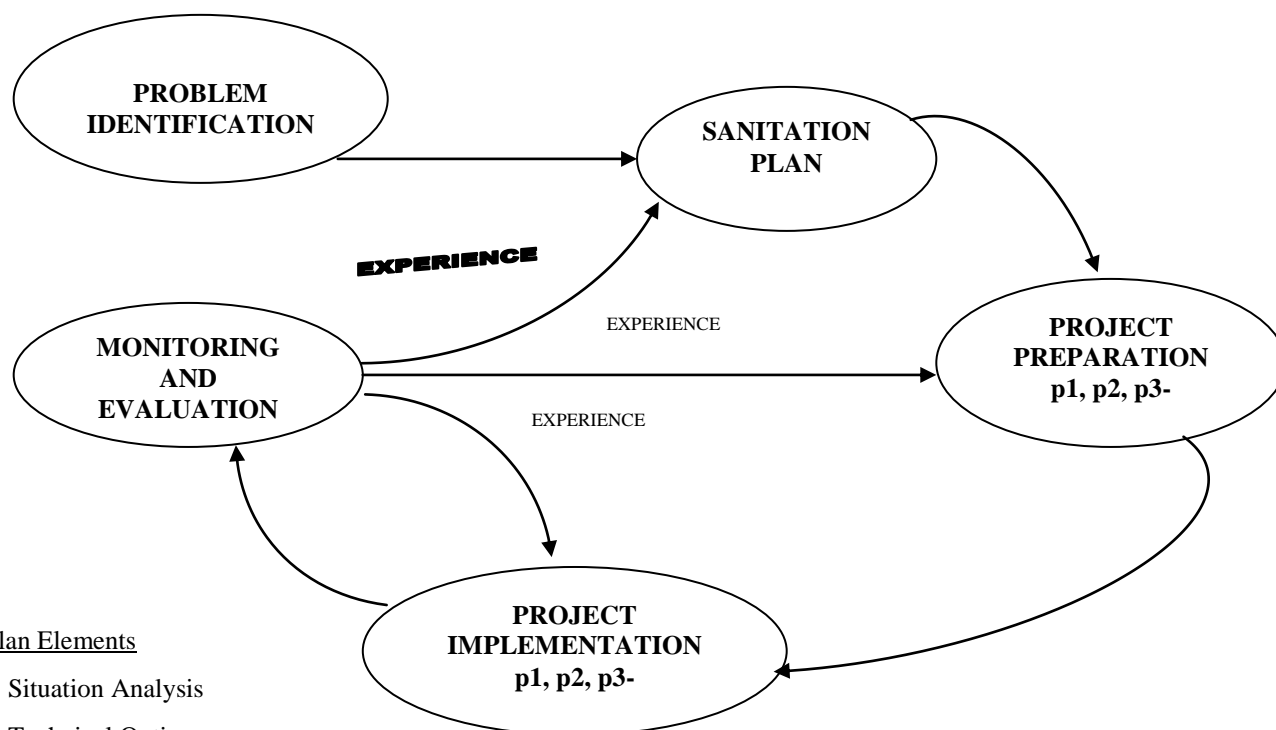 PROBLEM
IDENTIFICATION
SANITATION
PLAN
EXPERIENCE
EXPERIENCE
MONITORING
AND
EVALUATION
PROJECT
PREPARATION
p1, p2, p3-
EXPERIENCE
PROJECT
IMPLEMENTATION
p1, p2, p3-
lan Elements
Situation Analysis